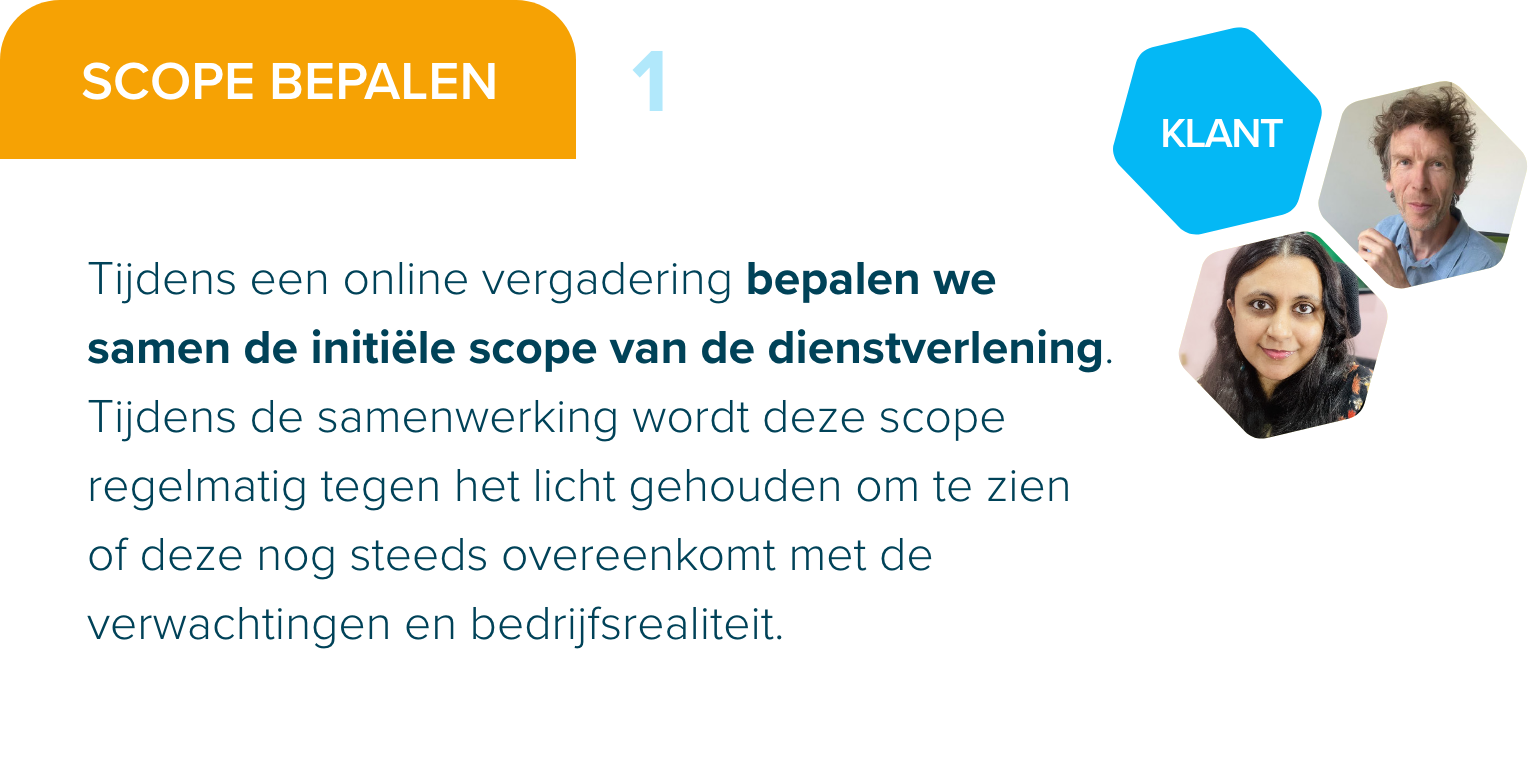 SCOPE BEPALEN
1
KLANT
Tijdens een online vergadering bepalen we
samen de initiële scope van de dienstverlening.
Tijdens de samenwerking wordt deze scope
regelmatig tegen het licht gehouden om te zien
of deze nog steeds overeenkomt met de
verwachtingen en bedrijfsrealiteit.